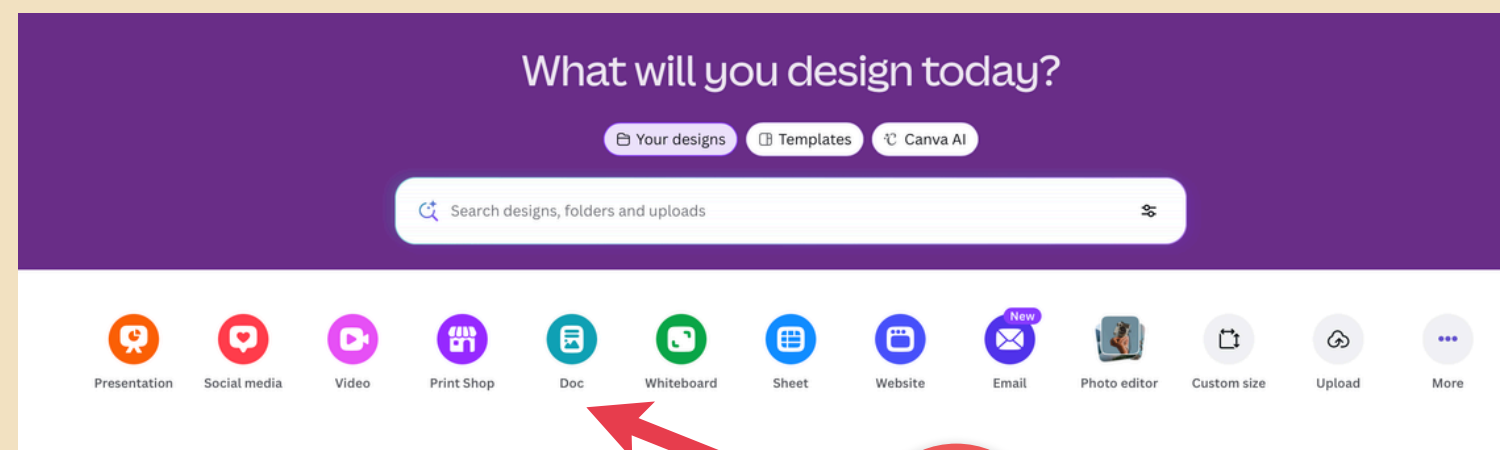 What will you design today?
Your designs Templates Canva AI
Search designs, folders and uploads
New
Presentation Social media Video Print Shop Doc Whiteboard Sheet Website Email Photo editor Custom size Upload More